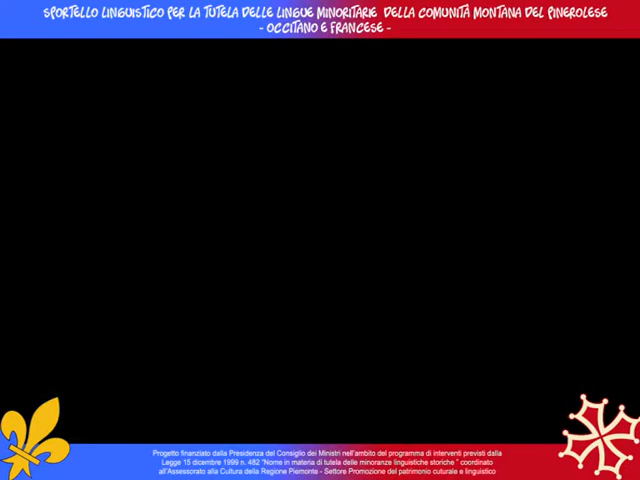 SPORTELLO LINGUISTICO PER LA TUTELA DELLE LINGUE MINORITARIE DELLA COMUNITÀ MONTANA DEL PINEROLESE
- OCCITANO E FRANCESE -
Progetto finanziato dalla Presidenza del Consiglio dei Ministri nell'ambito del programma di interventi previsti dalla
Legge 15 dicembre 1999 n. 482 "Nome in materia di tutela delle minoranze linguistiche storiche " coordinato
all'Assessorato alla Cultura della Regione Piemonte - Settore Promozione del patrimonio culturale e linguistico